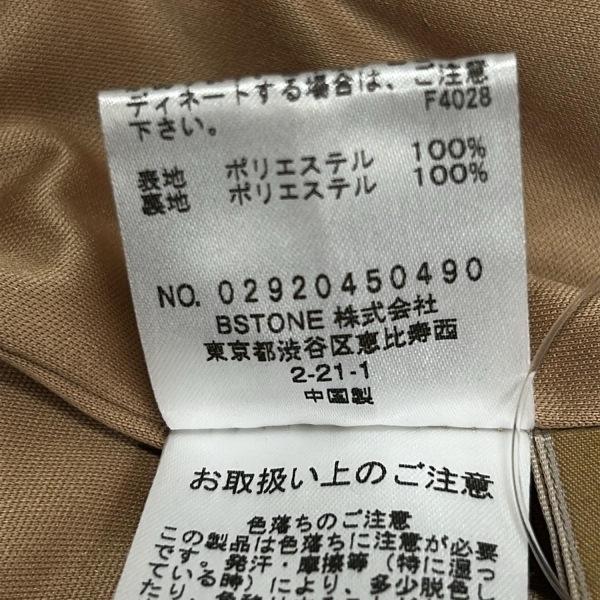 ディネートする場合は、ご注意
下さい。 F4028
表地 ポリエステル 100%
裏地 ポリエステル 100%
NO. 02920450490
BSTONE 株式会社
東京都渋谷区恵比寿西
2-21-1
中国製
お取扱い上のご注意
色落ちのご注意
この製品は色落ちに注意が必要
です。発汗・摩擦等（特に湿っ
ている時）により、多少脱色し